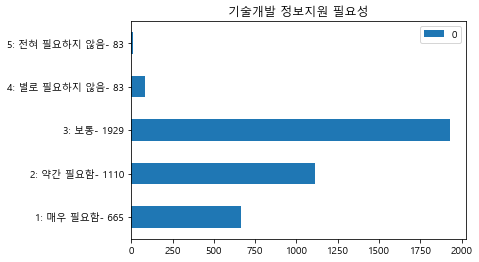 기술개발 정보지원 필요성
0
5: 전혀 필요하지 않음- 83
4: 별로 필요하지 않음- 83
3: 보통- 1929
2: 약간 필요함- 1110
1: 매우 필요함- 665
0 250 500 750 1000 1250 1500 1750 2000